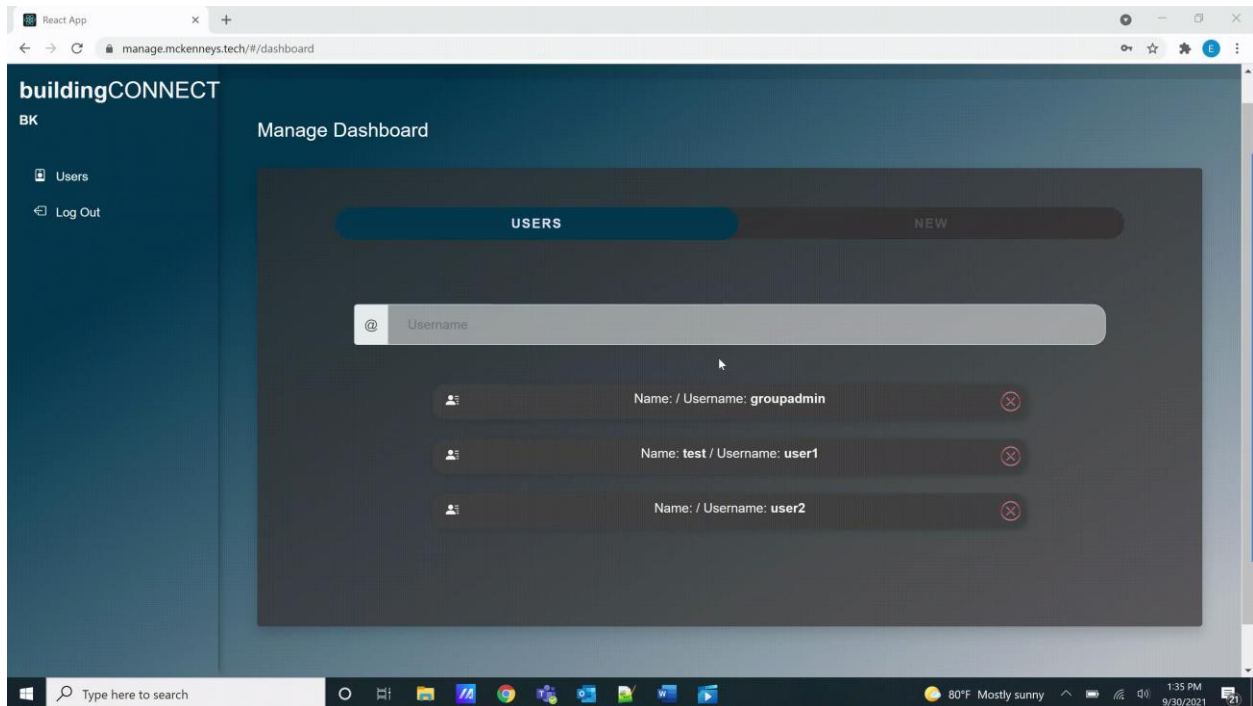 React App
manage.mckenneys.tech/#/dashboard
E
buildingCONNECT
BK
Users
Log Out
Manage Dashboard
USERS
NEW
@
Username
Name: / Username: groupadmin
Name: test / Username: user1
Name: / Username: user2
Type here to search
80°F Mostly sunny
1:35 PM
9/30/2021
21